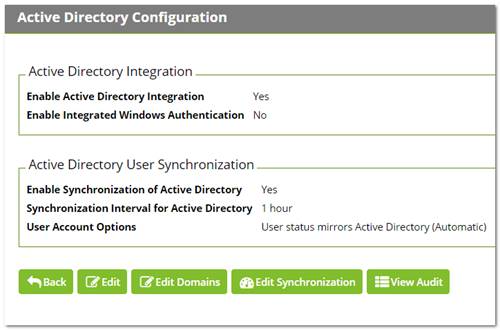 Active Directory Configuration
Active Directory Integration
Enable Active Directory Integration Yes
Enable Integrated Windows Authentication No
Active Directory User Synchronization
Enable Synchronization of Active Directory Yes
Synchronization Interval for Active Directory 1 hour
User Account Options User status mirrors Active Directory (Automatic)
Back Edit Edit Domains Edit Synchronization View Audit